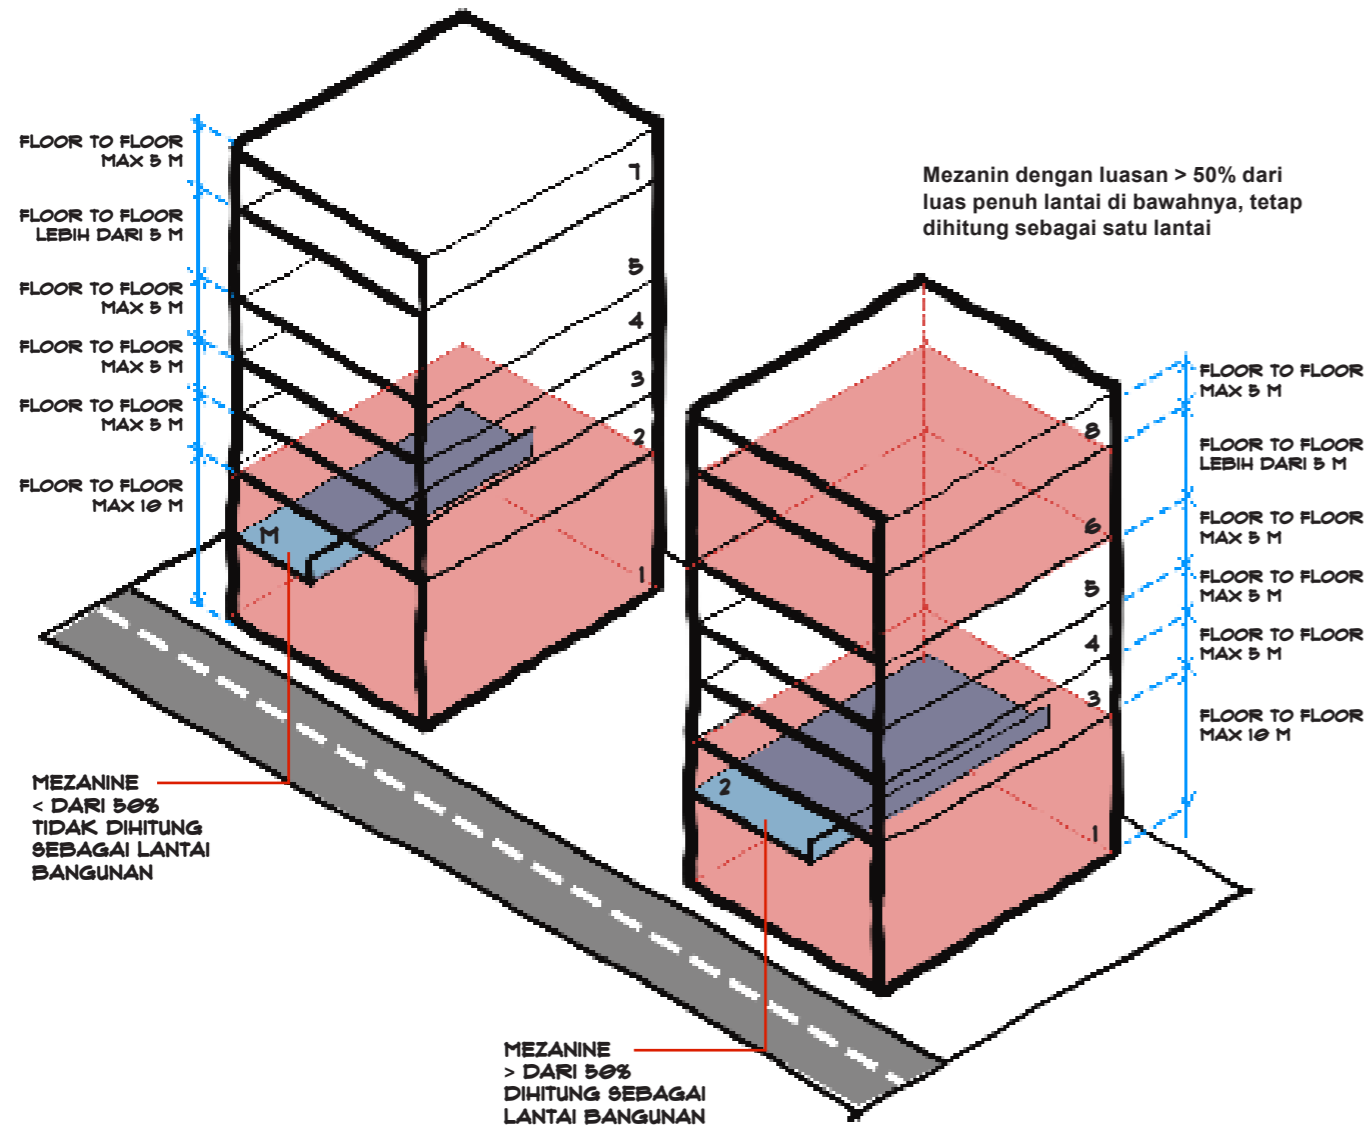 FLOOR TO FLOOR
MAX 5 M
FLOOR TO FLOOR
LEBIH DARI 5 M
FLOOR TO FLOOR
MAX 5 M
FLOOR TO FLOOR
MAX 5 M
FLOOR TO FLOOR
MAX 5 M
FLOOR TO FLOOR
MAX 10 M
7
5
4
3
2
M
1
MEZANINE
< DARI 50%
TIDAK DIHITUNG
SEBAGAI LANTAI
BANGUNAN
Mezanin dengan luasan > 50% dari
luas penuh lantai di bawahnya, tetap
dihitung sebagai satu lantai
8
6
5
4
3
2
1
FLOOR TO FLOOR
MAX 5 M
FLOOR TO FLOOR
LEBIH DARI 5 M
FLOOR TO FLOOR
MAX 5 M
FLOOR TO FLOOR
MAX 5 M
FLOOR TO FLOOR
MAX 5 M
FLOOR TO FLOOR
MAX 10 M
MEZANINE
> DARI 50%
DIHITUNG SEBAGAI
LANTAI BANGUNAN